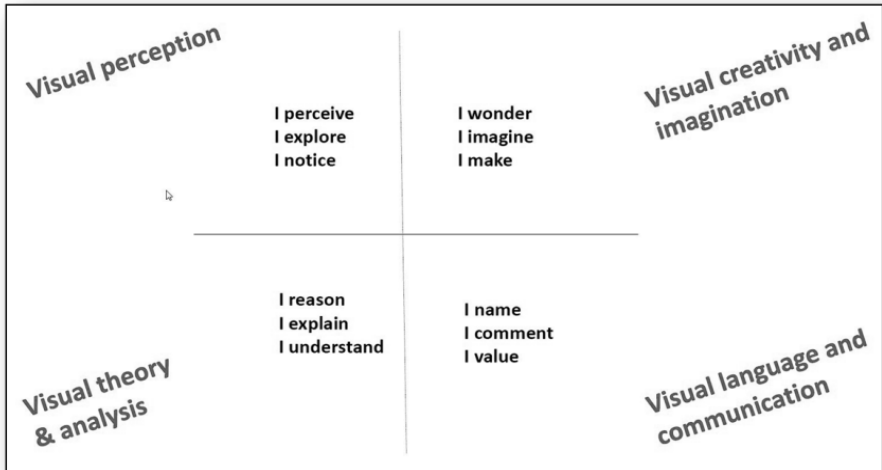 Visual perception
I perceive
I explore
I notice
I wonder
I imagine
I make
Visual creativity and
imagination
I reason
I explain
I understand
Visual theory
& analysis
I name
I comment
I value
Visual language and
communication